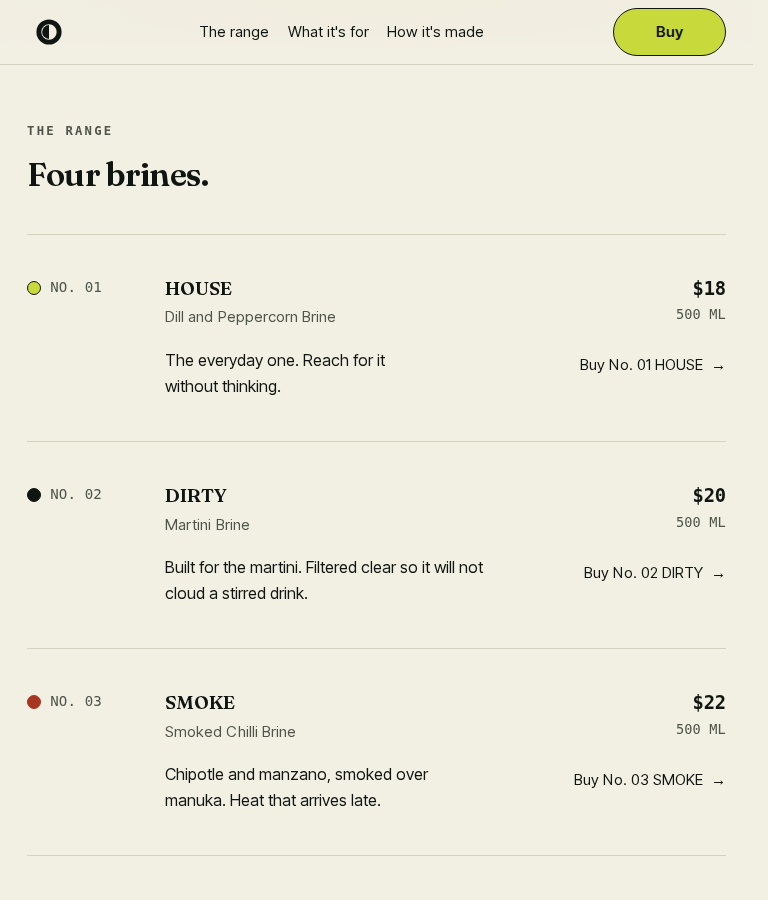 The range What it's for How it's made Buy
THE RANGE
Four brines.
NO. 01 HOUSE $18
Dill and Peppercorn Brine 500 ML
The everyday one. Reach for it
without thinking.
Buy No. 01 HOUSE →
NO. 02 DIRTY $20
Martini Brine 500 ML
Built for the martini. Filtered clear so it will not
cloud a stirred drink.
Buy No. 02 DIRTY →
NO. 03 SMOKE $22
Smoked Chilli Brine 500 ML
Chipotle and manzano, smoked over
manuka. Heat that arrives late.
Buy No. 03 SMOKE →